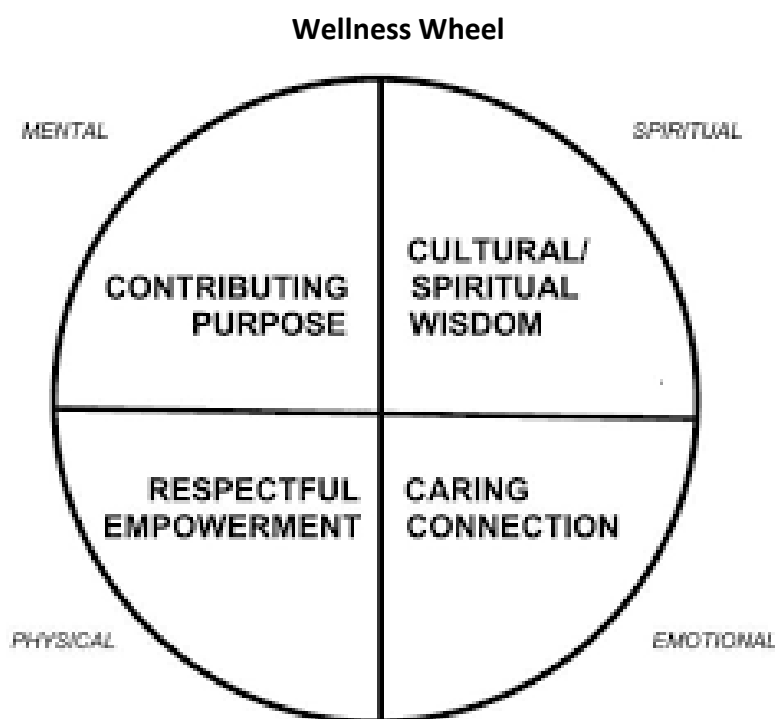 Wellness Wheel
MENTAL
SPIRITUAL
CONTRIBUTING
PURPOSE
CULTURAL/
SPIRITUAL
WISDOM
RESPECTFUL
EMPOWERMENT
CARING
CONNECTION
PHYSICAL
EMOTIONAL